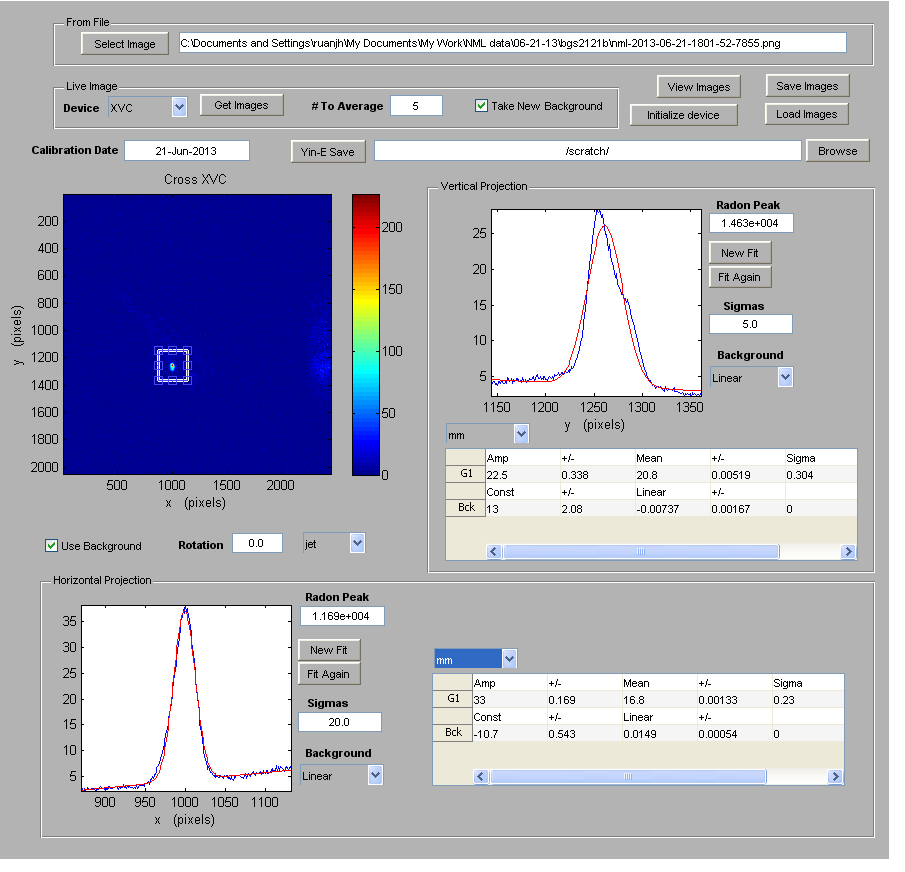 From File
Select Image C:\Documents and Settings\ruanjh\My Documents\My Work\NML data\06-21-13\bgs2121b\nml-2013-06-21-1801-52-7855.png
Live Image
Device XVC Get Images # To Average 5 Take New Background
View Images Save Images
Initialize device Load Images
Calibration Date 21-Jun-2013 Yin-E Save /scratch/ Browse
Cross XVC
200
400
600
800
1000
1200
1400
1600
1800
2000
y (pixels)
500 1000 1500 2000
x (pixels)
200
150
100
50
0
Use Background Rotation 0.0 jet
Vertical Projection
25
20
15
10
5
1150 1200 1250 1300 1350
y (pixels)
Radon Peak
1.463e+004
New Fit
Fit Again
Sigmas
5.0
Background
Linear
mm
Amp +/- Mean +/- Sigma
G1 22.5 0.338 20.8 0.00519 0.304
Const +/- Linear +/-
Bck 13 2.08 -0.00737 0.00167 0
Horizontal Projection
35
30
25
20
15
10
5
900 950 1000 1050 1100
x (pixels)
Radon Peak
1.169e+004
New Fit
Fit Again
Sigmas
20.0
Background
Linear
mm
Amp +/- Mean +/- Sigma
G1 33 0.169 16.8 0.00133 0.23
Const +/- Linear +/-
Bck -10.7 0.543 0.0149 0.00054 0